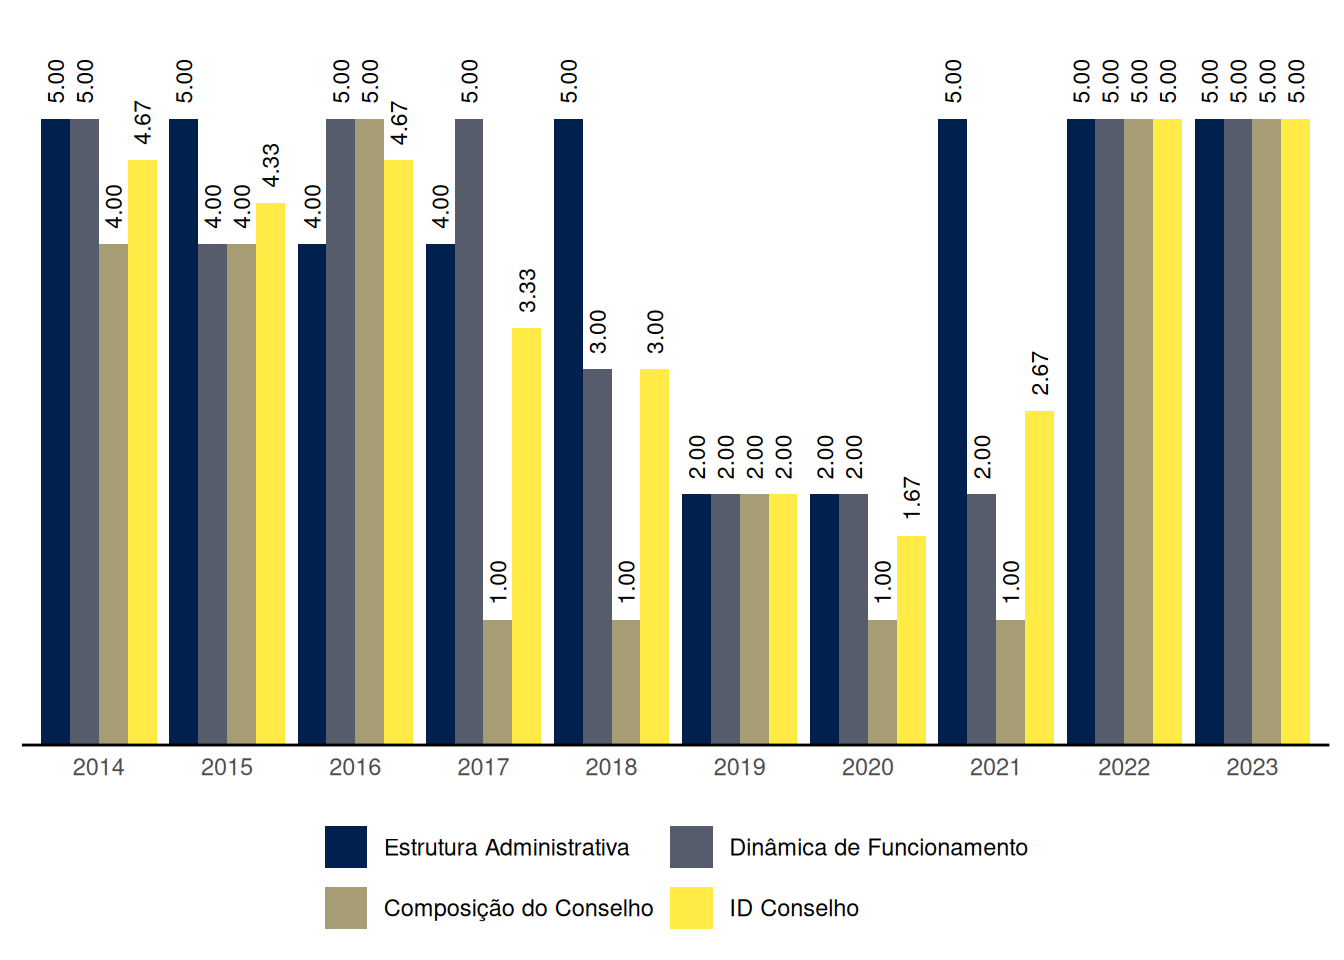 5.00 5.00 4.00 4.67 5.00 4.00 4.00 4.33 4.00 5.00 5.00 4.67 4.00 5.00 1.00 3.33 5.00 3.00 1.00 3.00 2.00 2.00 2.00 2.00 2.00 2.00 1.00 1.67 5.00 2.00 1.00 2.67 5.00 5.00 5.00 5.00 5.00 5.00 5.00 5.00
2014 2015 2016 2017 2018 2019 2020 2021 2022 2023
Estrutura Administrativa Dinâmica de Funcionamento
Composição do Conselho ID Conselho